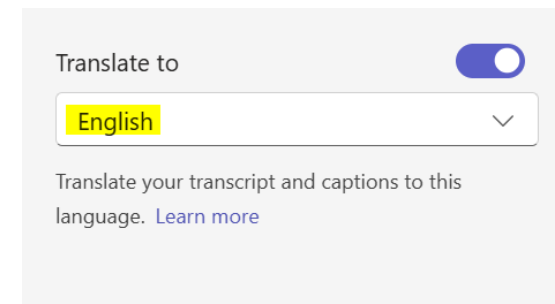 Translate to
English
Translate your transcript and captions to this
language. Learn more